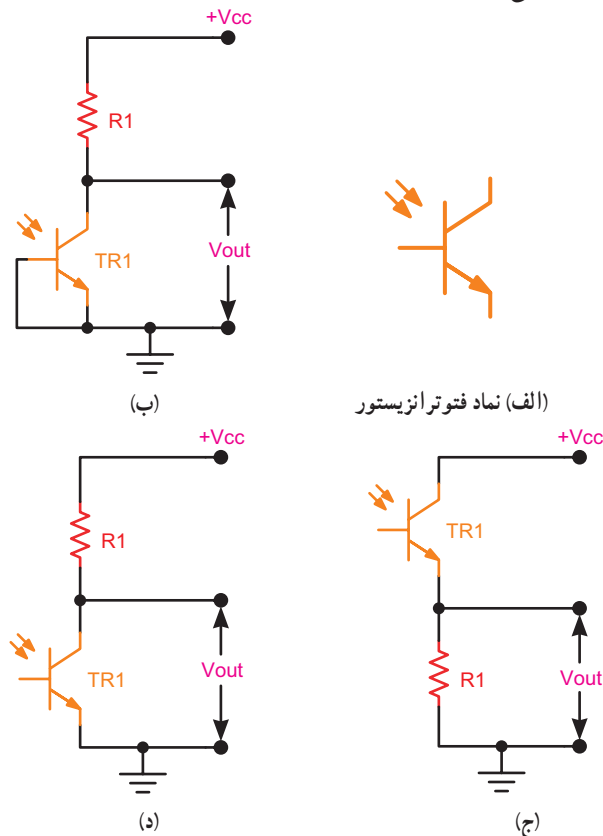 +Vcc
R1
TR1
Vout
(ب)
(الف) نماد فتوترانزیستور
+Vcc
R1
TR1
Vout
(د)
+Vcc
TR1
R1
Vout
(ج)